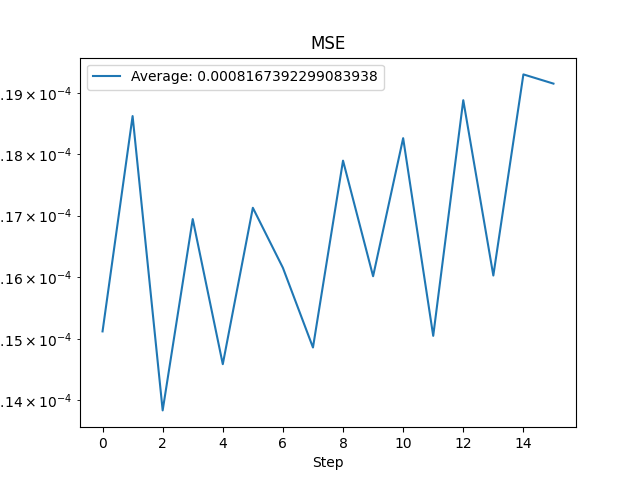 MSE
Average: 0.0008167392299083938
.19 × 10⁻⁴
.18 × 10⁻⁴
.17 × 10⁻⁴
.16 × 10⁻⁴
.15 × 10⁻⁴
.14 × 10⁻⁴
0 2 4 6 8 10 12 14
Step